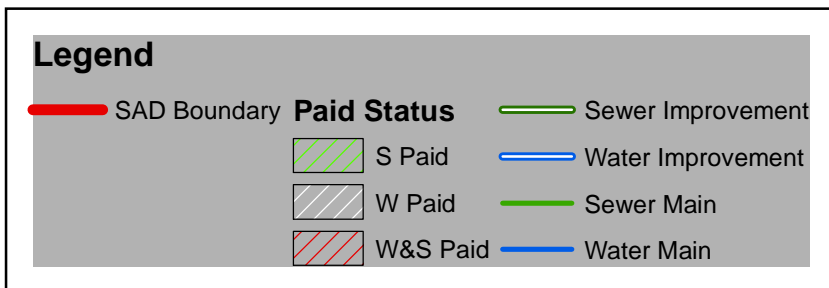 Legend
SAD Boundary
Paid Status
S Paid
W Paid
W&S Paid
Sewer Improvement
Water Improvement
Sewer Main
Water Main